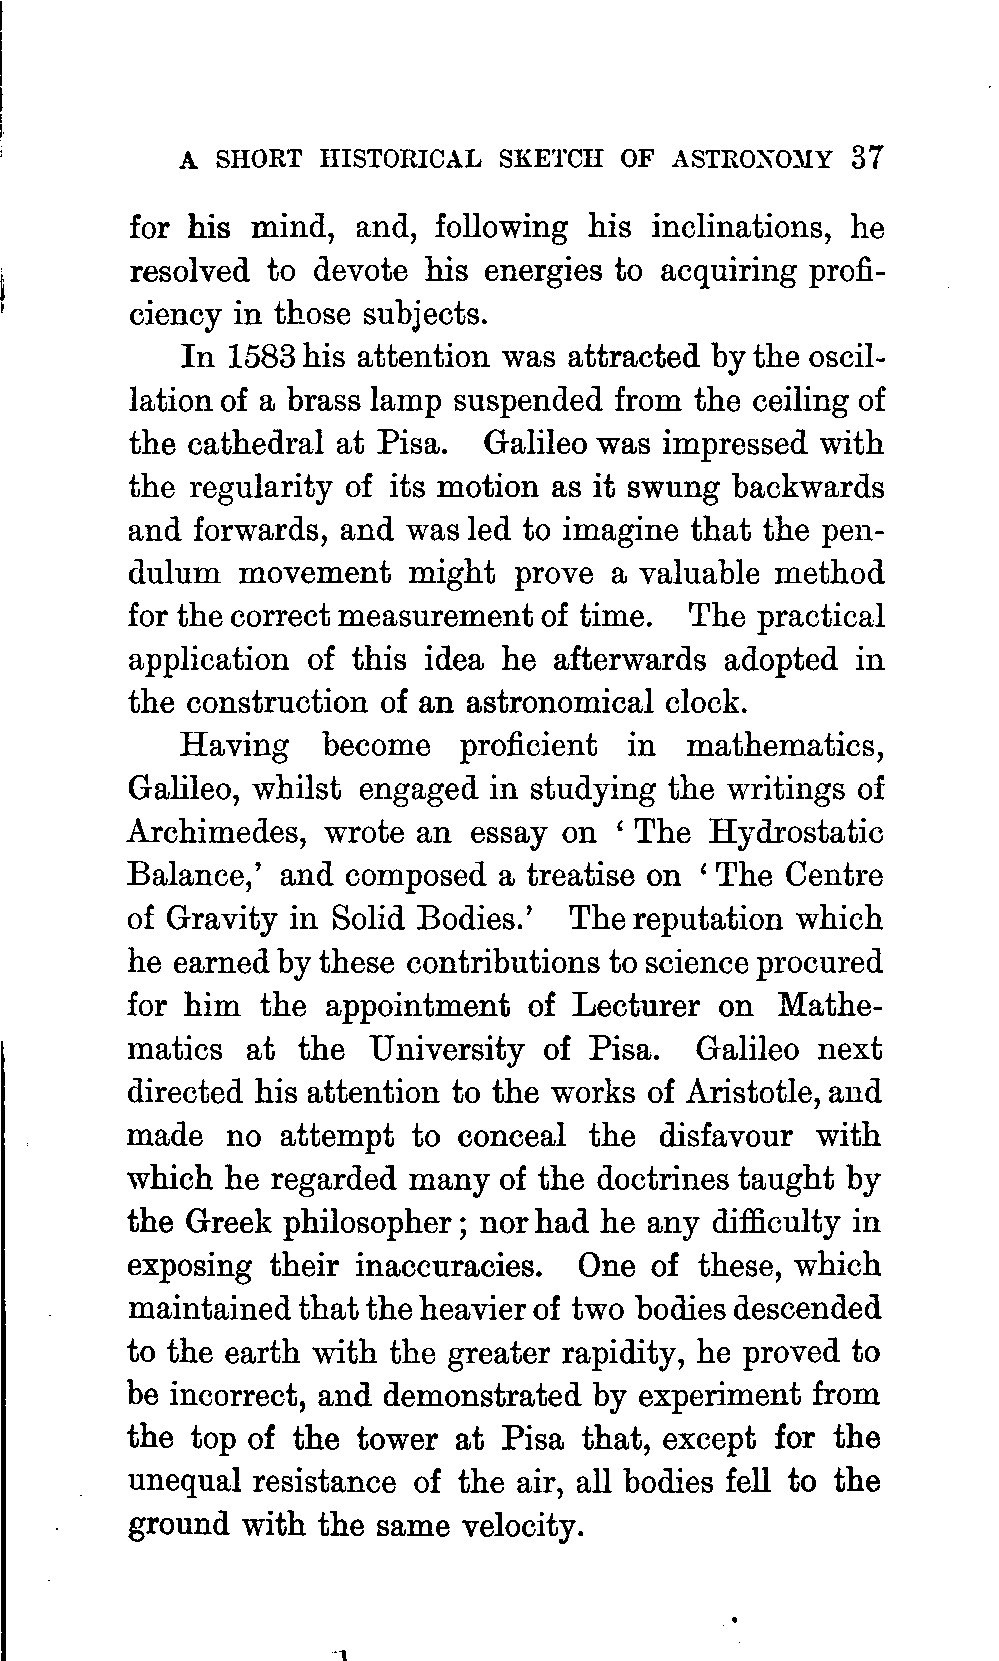 A SHORT HISTORICAL SKETCH OF ASTRONOMY 37
for his mind, and, following his inclinations, he
resolved to devote his energies to acquiring profi-
ciency in those subjects.
In 1583 his attention was attracted by the oscil-
lation of a brass lamp suspended from the ceiling of
the cathedral at Pisa. Galileo was impressed with
the regularity of its motion as it swung backwards
and forwards, and was led to imagine that the pen-
dulum movement might prove a valuable method
for the correct measurement of time. The practical
application of this idea he afterwards adopted in
the construction of an astronomical clock.
Having become proficient in mathematics,
Galileo, whilst engaged in studying the writings of
Archimedes, wrote an essay on ‘ The Hydrostatic
Balance,’ and composed a treatise on ‘ The Centre
of Gravity in Solid Bodies.’ The reputation which
he earned by these contributions to science procured
for him the appointment of Lecturer on Mathe-
matics at the University of Pisa. Galileo next
directed his attention to the works of Aristotle, and
made no attempt to conceal the disfavour with
which he regarded many of the doctrines taught by
the Greek philosopher ; nor had he any difficulty in
exposing their inaccuracies. One of these, which
maintained that the heavier of two bodies descended
to the earth with the greater rapidity, he proved to
be incorrect, and demonstrated by experiment from
the top of the tower at Pisa that, except for the
unequal resistance of the air, all bodies fell to the
ground with the same velocity.